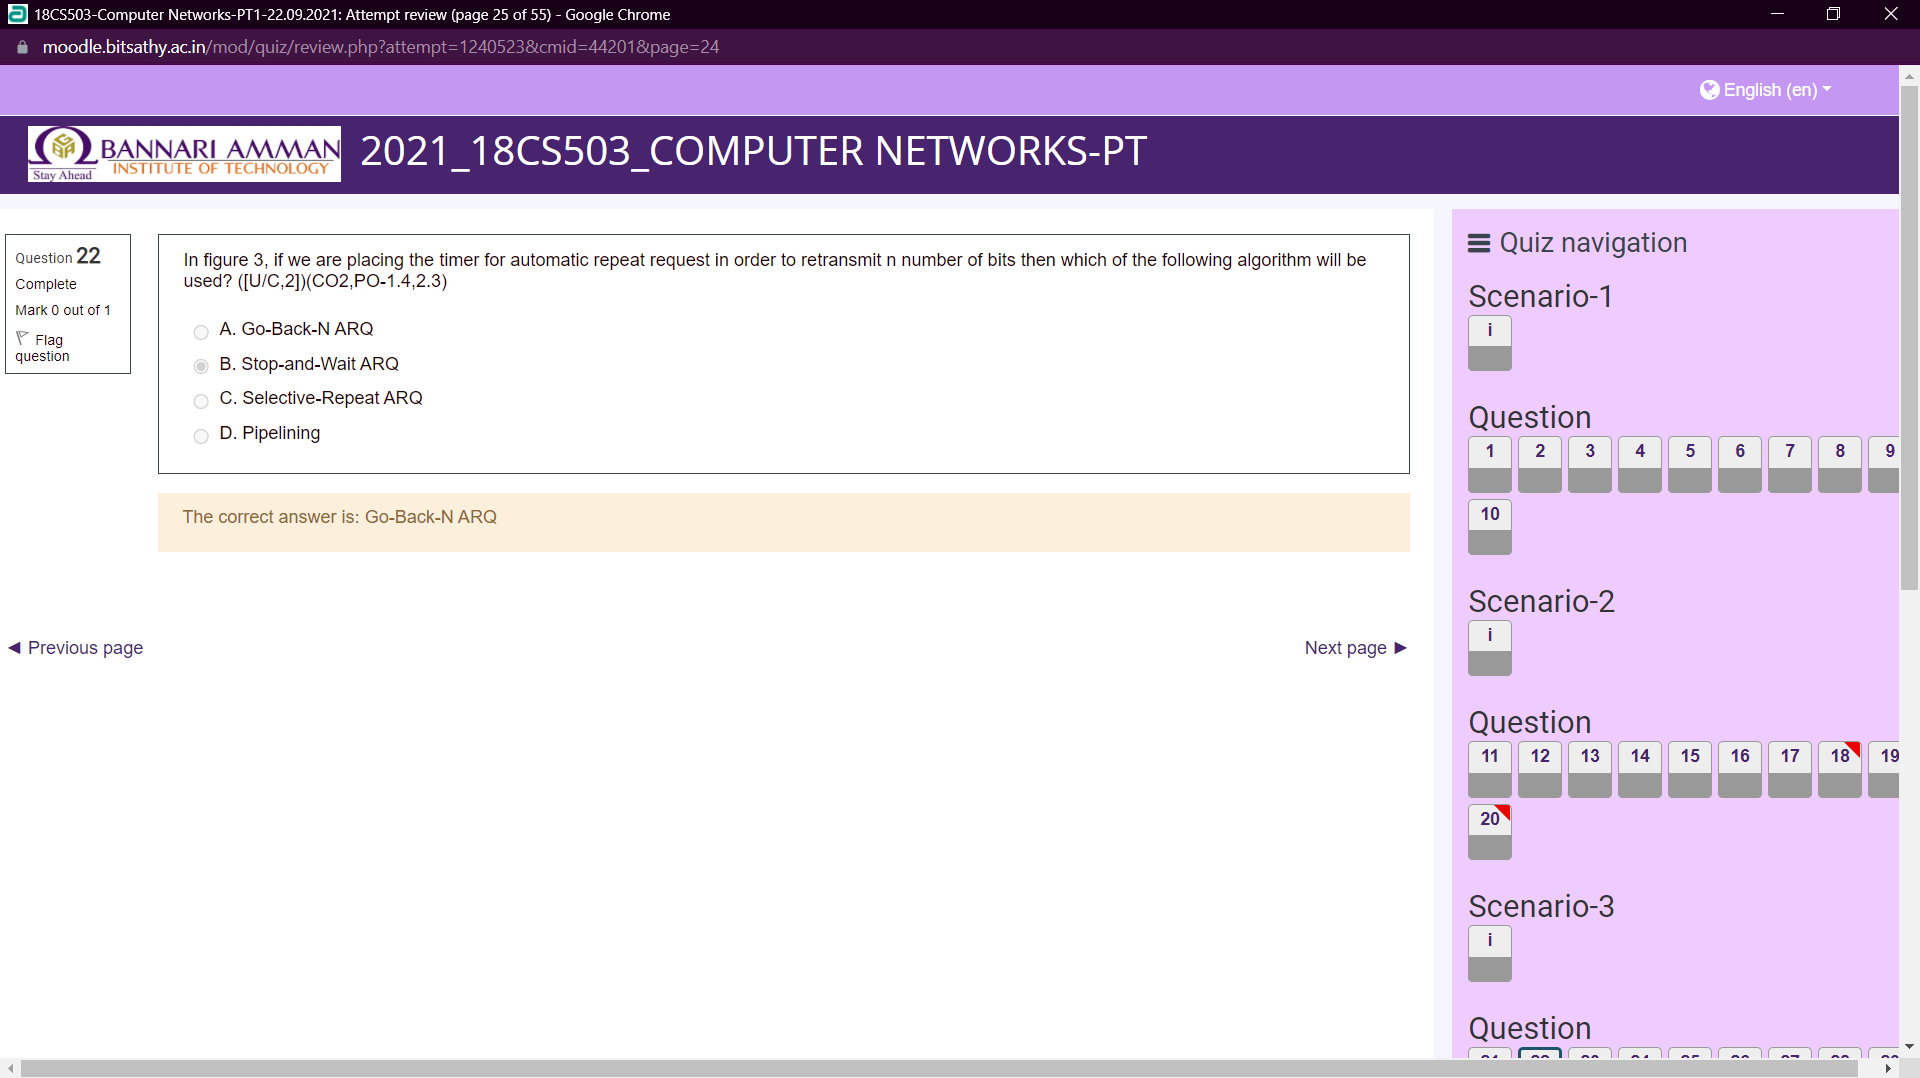 18CS503-Computer Networks-PT1-22.09.2021: Attempt review (page 25 of 55) - Google Chrome
moodle.bitsathy.ac.in/mod/quiz/review.php?attempt=1240523&cmid=44201&page=24
English (en)
BANNARI AMMAN
INSTITUTE OF TECHNOLOGY
Stay Ahead
2021_18CS503_COMPUTER NETWORKS-PT
Question 22
Complete
Mark 0 out of 1
Flag
question
In figure 3, if we are placing the timer for automatic repeat request in order to retransmit n number of bits then which of the following algorithm will be
used? ([U/C,2])(CO2,PO-1.4,2.3)
A. Go-Back-N ARQ
B. Stop-and-Wait ARQ
C. Selective-Repeat ARQ
D. Pipelining
The correct answer is: Go-Back-N ARQ
◄ Previous page
Next page ►
Quiz navigation
Scenario-1
i
Question
1 2 3 4 5 6 7 8 9
10
Scenario-2
i
Question
11 12 13 14 15 16 17 18 19
20
Scenario-3
i
Question